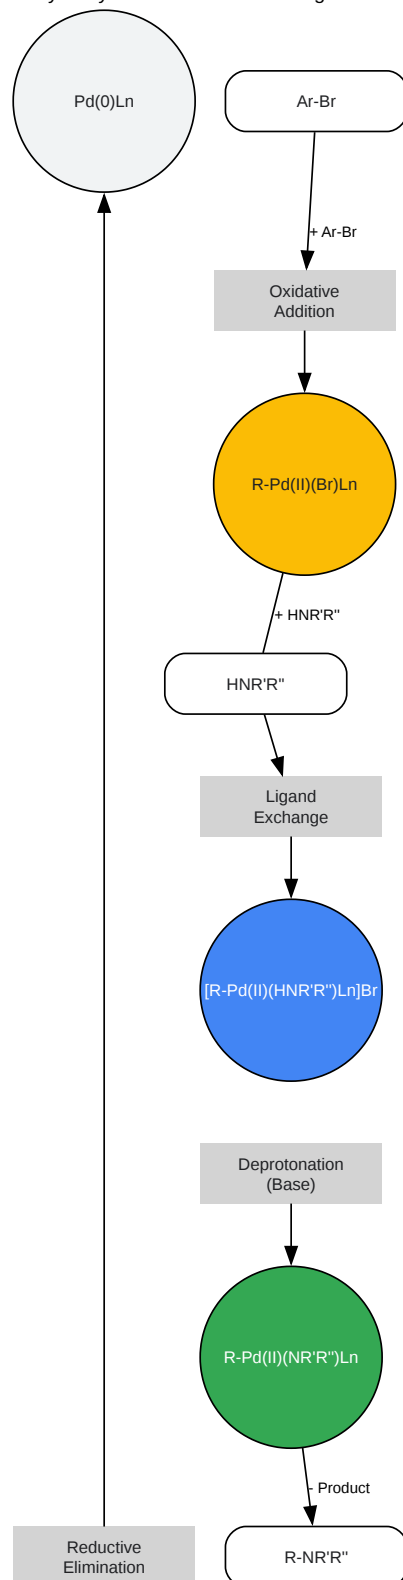 Pd(0)Ln
Ar-Br
+ Ar-Br
Oxidative
Addition
R-Pd(II)(Br)Ln
+ HNR'R"
HNR'R"
Ligand
Exchange
[R-Pd(II)(HNR'R")Ln]Br
Deprotonation
(Base)
R-Pd(II)(NR'R")Ln
- Product
Reductive
Elimination
R-NR'R"